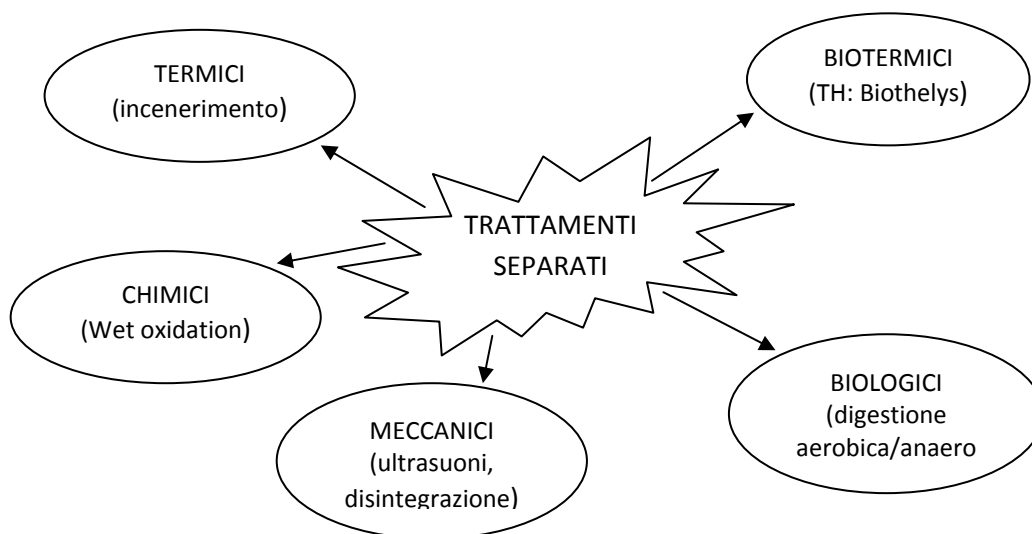 TERMICI
(incenerimento)
BIOTERMICI
(TH: Biothelys)
TRATTAMENTI
SEPARATI
CHIMICI
(Wet oxidation)
MECCANICI
(ultrasuoni,
disintegrazione)
BIOLOGICI
(digestione
aerobica/anaero